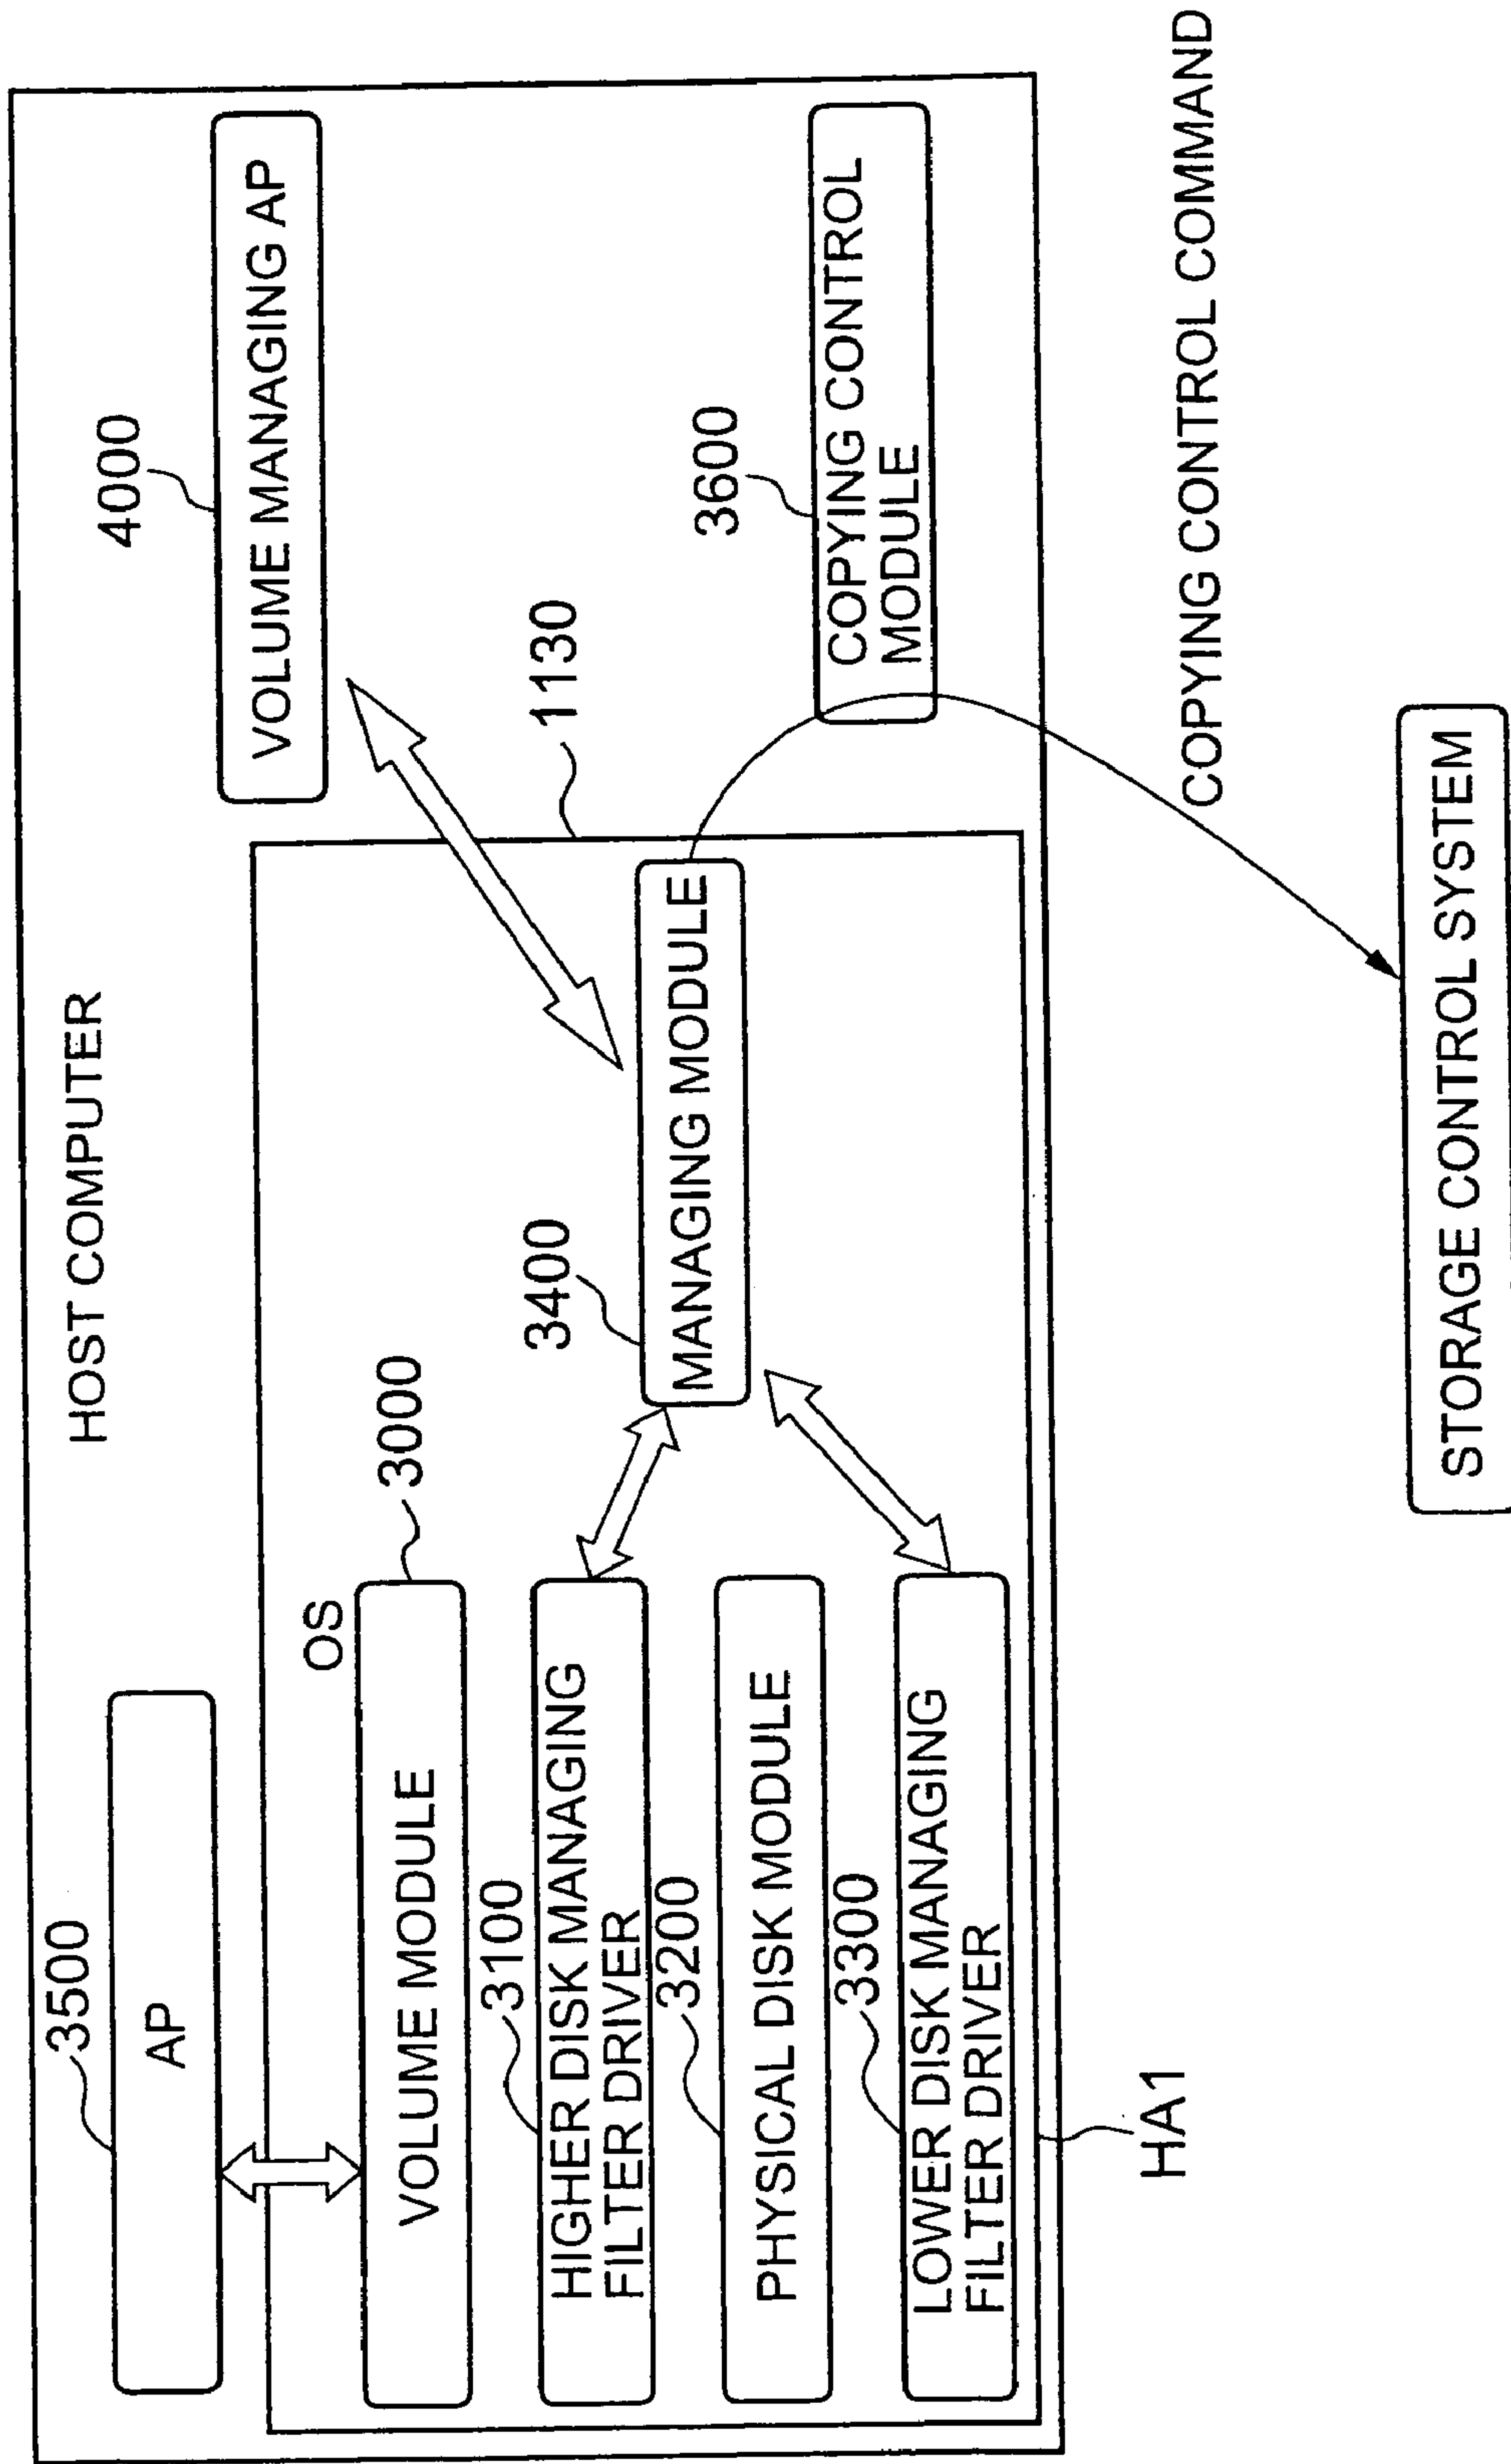 HOST COMPUTER
3500
AP
4000
VOLUME MANAGING AP
OS
3000
VOLUME MODULE
1130
3100
HIGHER DISK MANAGING
FILTER DRIVER
3400
MANAGING MODULE
3200
PHYSICAL DISK MODULE
3600
COPYING CONTROL
MODULE
3300
LOWER DISK MANAGING
FILTER DRIVER
HA1
COPYING CONTROL COMMAND
STORAGE CONTROL SYSTEM